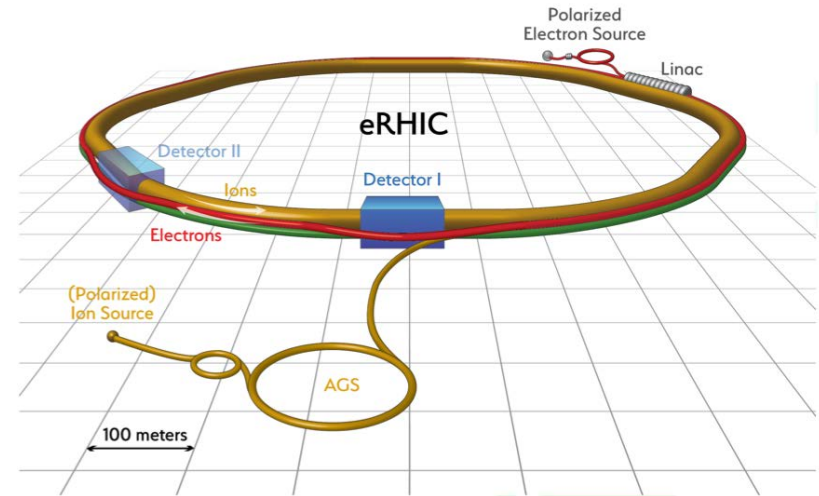 Polarized
Electron Source
Linac
eRHIC
Detector II
Detector I
Ions
Electrons
(Polarized)
Ion Source
AGS
100 meters